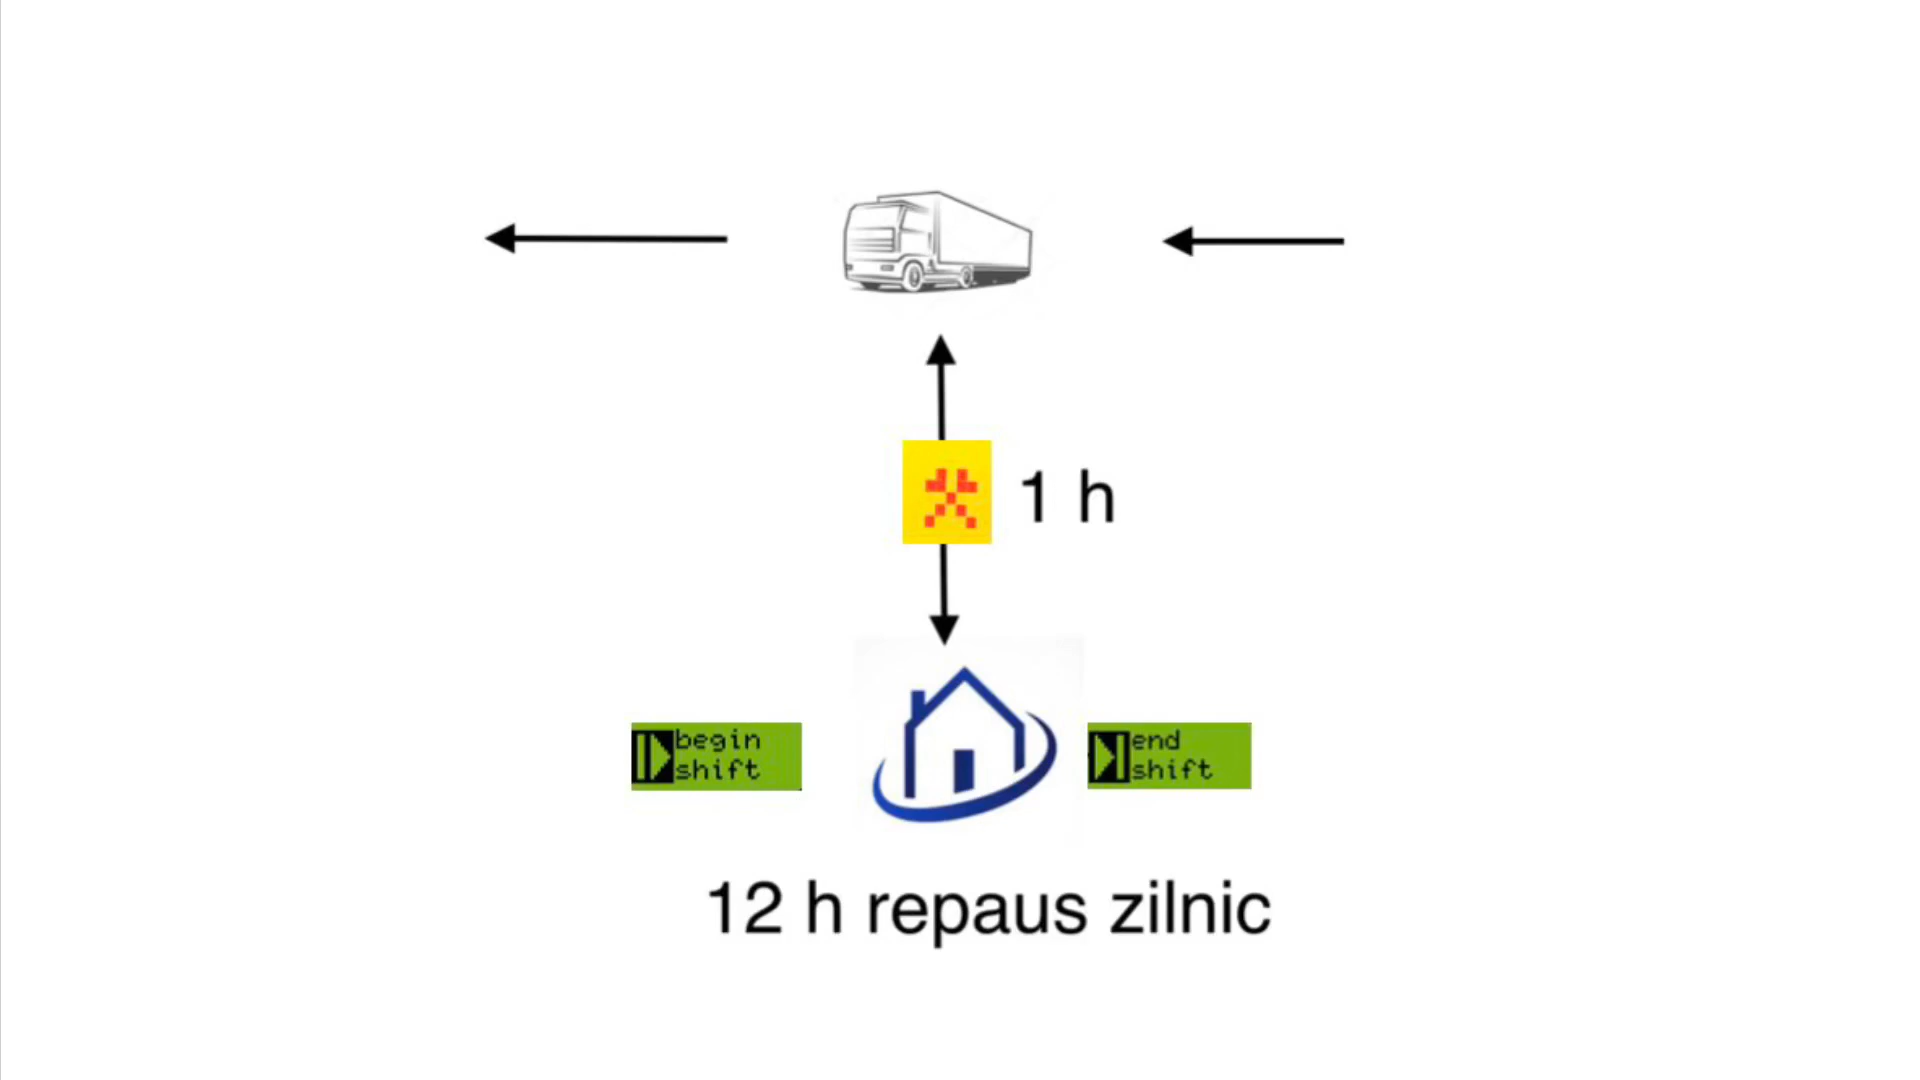 1 h
begin
shift
end
shift
12 h repaus zilnic